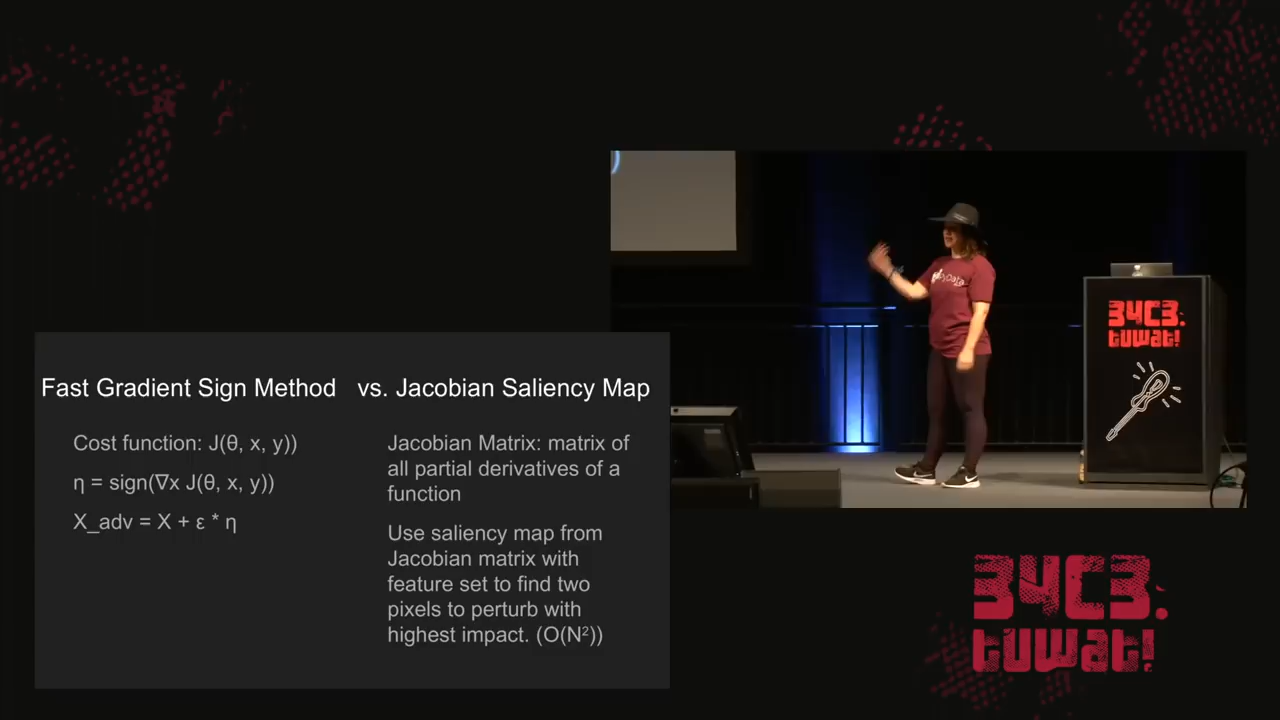 Fast Gradient Sign Method vs. Jacobian Saliency Map
Cost function: J(θ, x, y))
η = sign(∇x J(θ, x, y))
X_adv = X + ε * η
Jacobian Matrix: matrix of
all partial derivatives of a
function
Use saliency map from
Jacobian matrix with
feature set to find two
pixels to perturb with
highest impact. (O(N²))
34C3.
tuwat!
34C3.
tuwat!